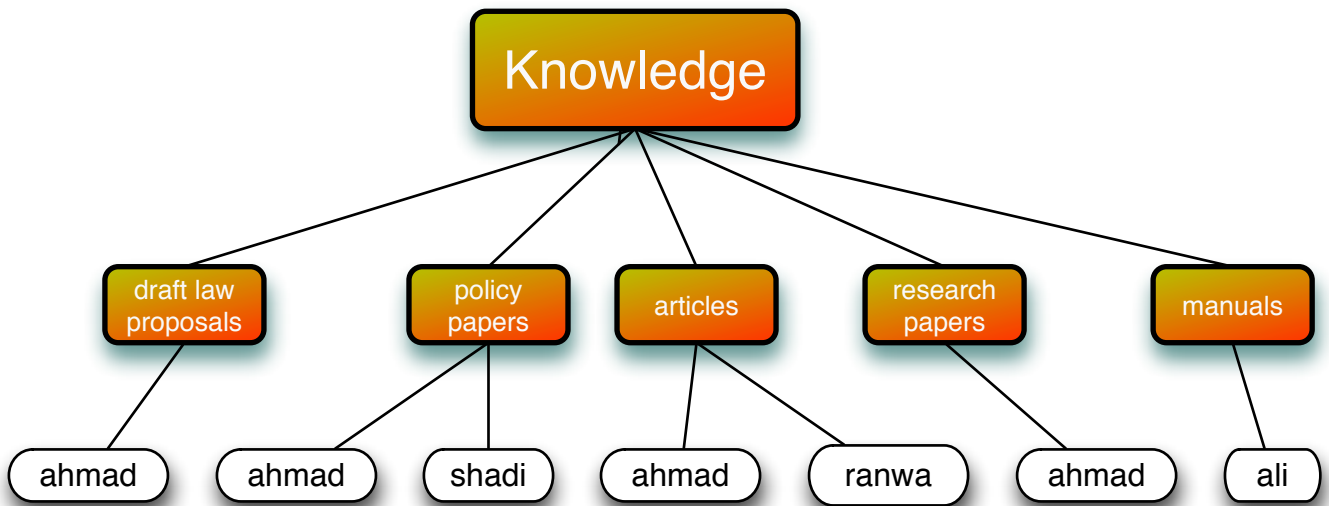 Knowledge
draft law
proposals
policy
papers
articles
research
papers
manuals
ahmad
ahmad
shadi
ahmad
ranwa
ahmad
ali